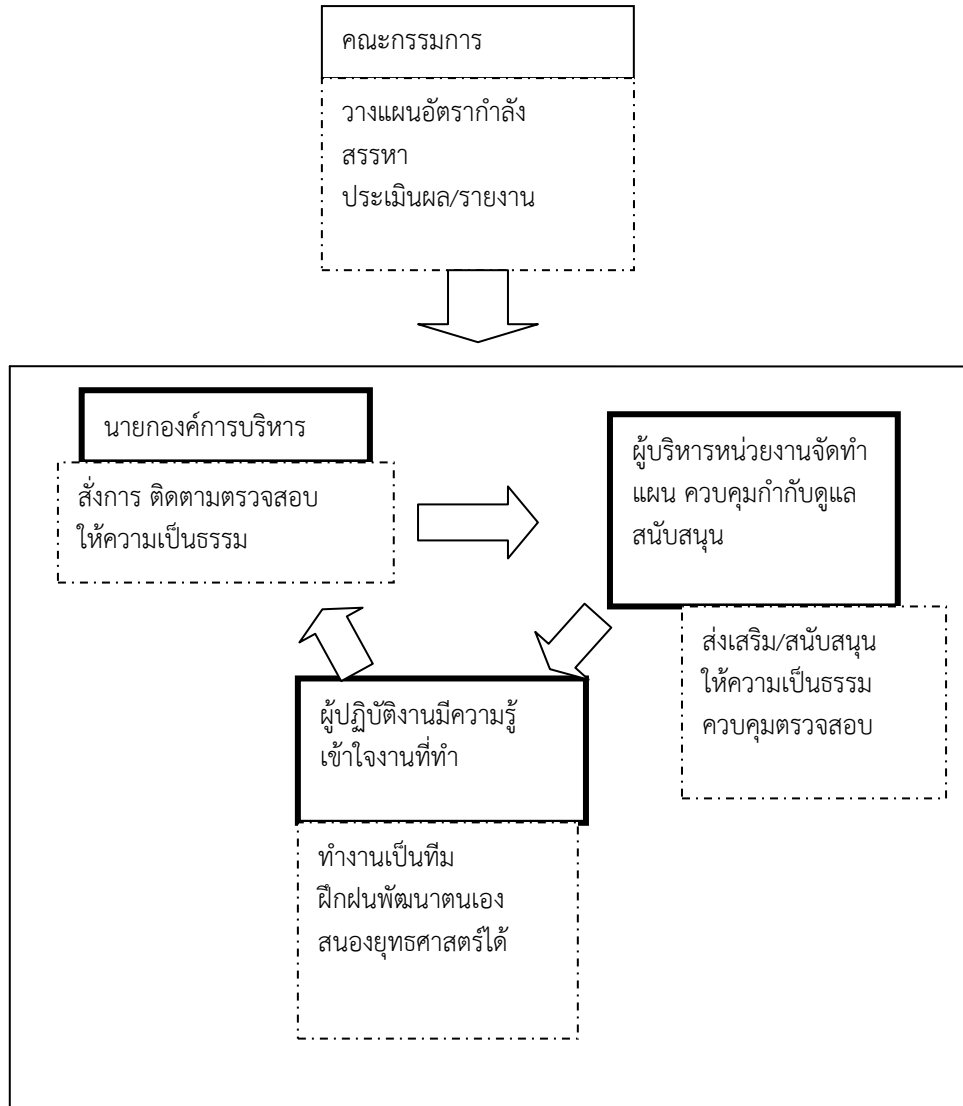 คณะกรรมการ
วางแผนอัตรากำลัง
สรรหา
ประเมินผล/รายงาน
นายกองค์การบริหาร
สั่งการ ติดตามตรวจสอบ
ให้ความเป็นธรรม
ผู้บริหารหน่วยงานจัดทำ
แผน ควบคุมกำกับดูแล
สนับสนุน
ส่งเสริม/สนับสนุน
ให้ความเป็นธรรม
ควบคุมตรวจสอบ
ผู้ปฏิบัติงานมีความรู้
เข้าใจงานที่ทำ
ทำงานเป็นทีม
ฝึกฝนพัฒนาตนเอง
สนองยุทธศาสตร์ได้